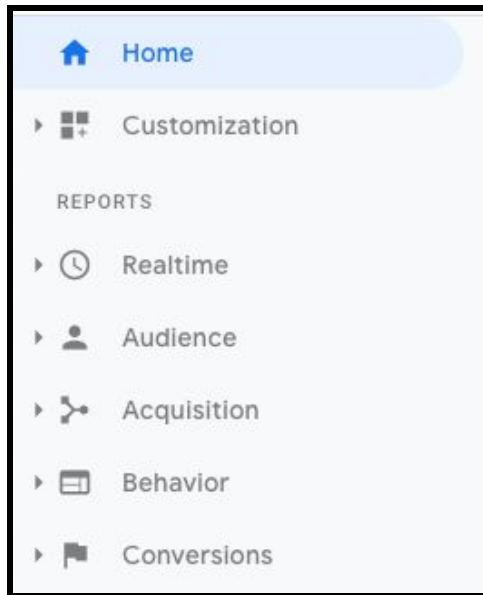 Home
Customization
REPORTS
Realtime
Audience
Acquisition
Behavior
Conversions